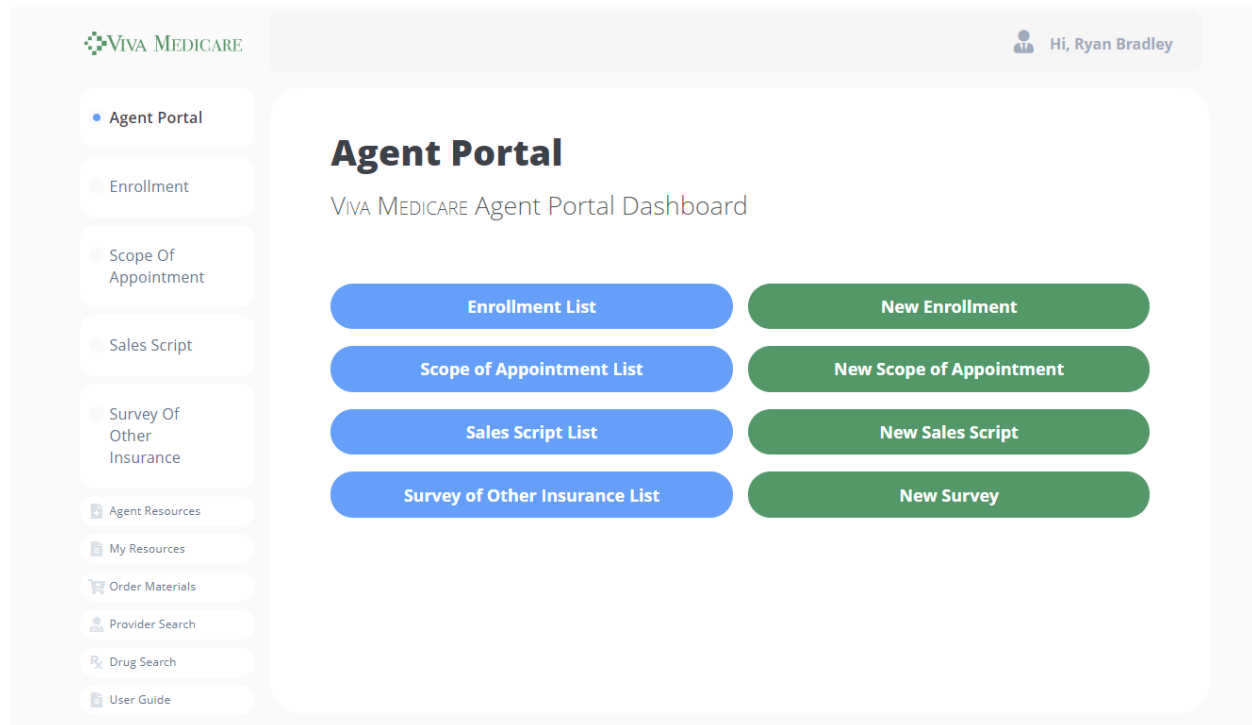 VIVA MEDICARE
Hi, Ryan Bradley
Agent Portal
Enrollment
Scope Of
Appointment
Sales Script
Survey Of
Other
Insurance
Agent Resources
My Resources
Order Materials
Provider Search
Drug Search
User Guide
Agent Portal
VIVA MEDICARE Agent Portal Dashboard
Enrollment List
New Enrollment
Scope of Appointment List
New Scope of Appointment
Sales Script List
New Sales Script
Survey of Other Insurance List
New Survey